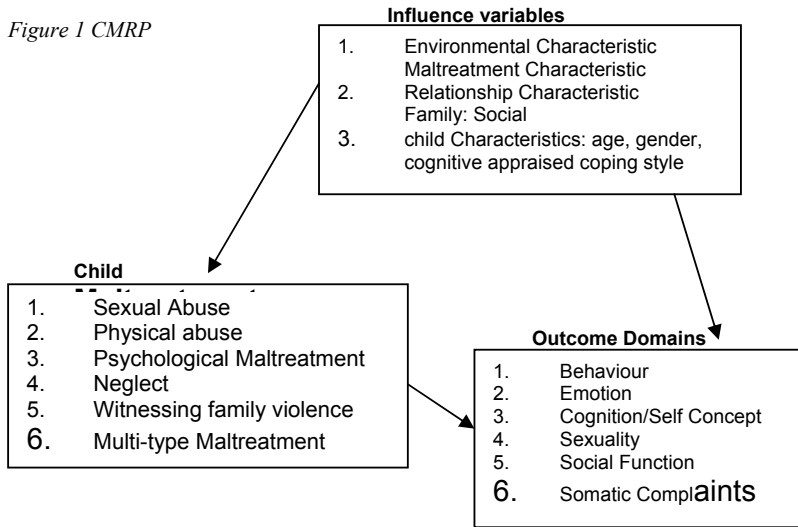 Figure 1 CMRP
Influence variables
1. Environmental Characteristic
Maltreatment Characteristic
2. Relationship Characteristic
Family: Social
3. child Characteristics: age, gender,
cognitive appraised coping style
Child
1. Sexual Abuse
2. Physical abuse
3. Psychological Maltreatment
4. Neglect
5. Witnessing family violence
6. Multi-type Maltreatment
Outcome Domains
1. Behaviour
2. Emotion
3. Cognition/Self Concept
4. Sexuality
5. Social Function
6. Somatic Complaints